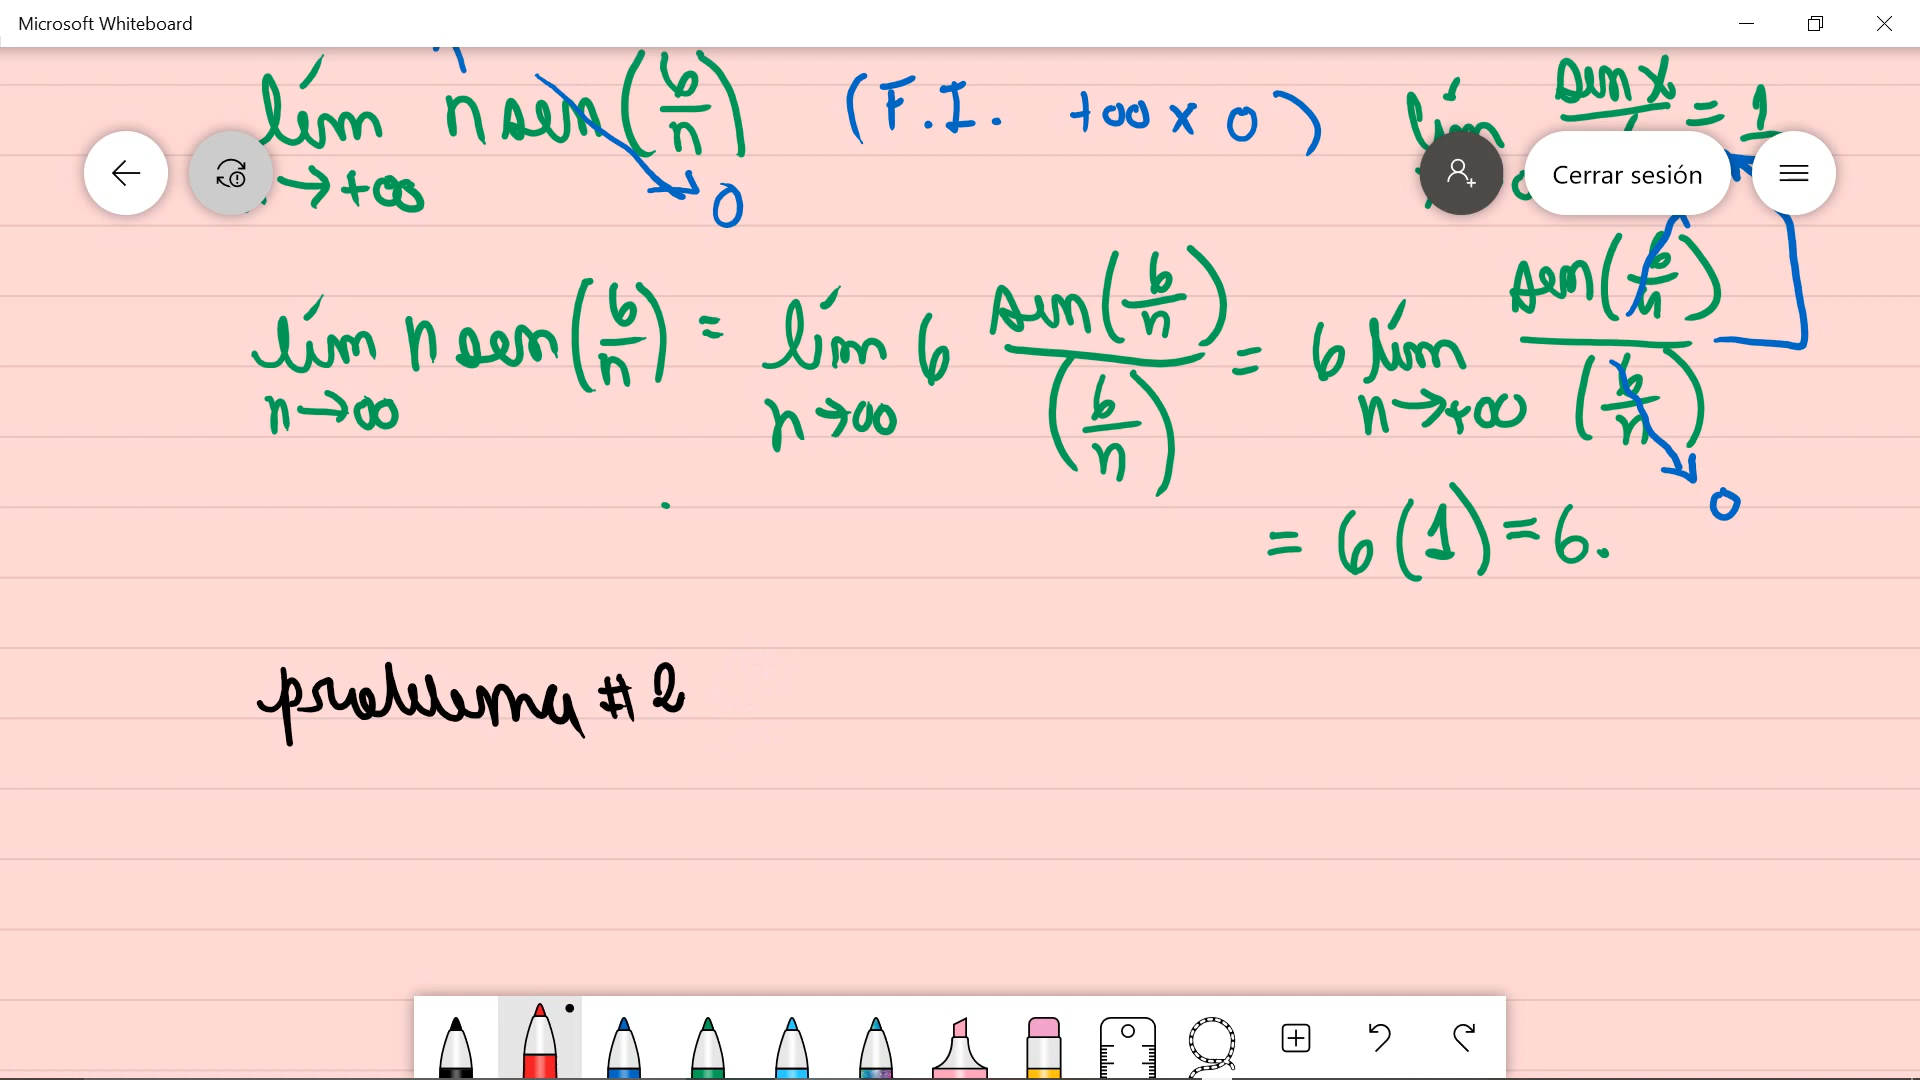 Microsoft Whiteboard
lím n sen(6/n) (F.I. +∞ x 0) lím sen x = 1
→ +∞ 0
Cerrar sesión
lím n sen(6/n) = lím 6 sen(6/n)/(6/n) = 6 lím sen(6/n)/(6/n)
n→∞ n→∞ n→+∞
0
= 6(1) = 6.
problema #2